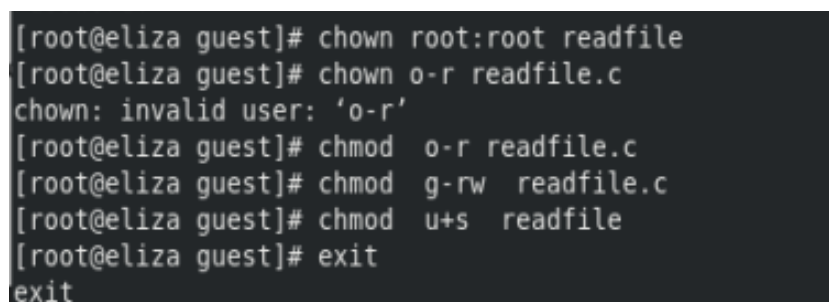 [root@eliza guest]# chown root:root readfile
[root@eliza guest]# chown o-r readfile.c
chown: invalid user: ‘o-r’
[root@eliza guest]# chmod  o-r readfile.c
[root@eliza guest]# chmod  g-rw  readfile.c
[root@eliza guest]# chmod  u+s  readfile
[root@eliza guest]# exit
exit